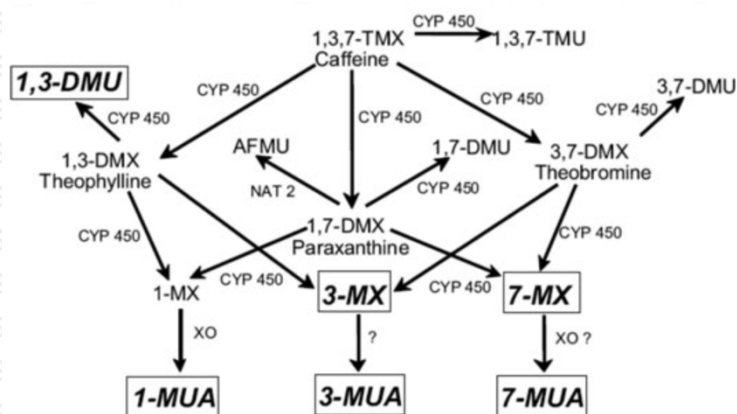 CYP 450
1,3,7-TMX
1,3,7-TMU
Caffeine
1,3-DMU
CYP 450
CYP 450
3,7-DMU
CYP 450
CYP 450
CYP 450
AFMU
1,7-DMU
1,3-DMX
Theophylline
3,7-DMX
Theobromine
NAT 2
CYP 450
1,7-DMX
Paraxanthine
CYP 450
CYP 450
CYP 450
CYP 450
1-MX
3-MX
7-MX
XO
?
XO ?
1-MUA
3-MUA
7-MUA